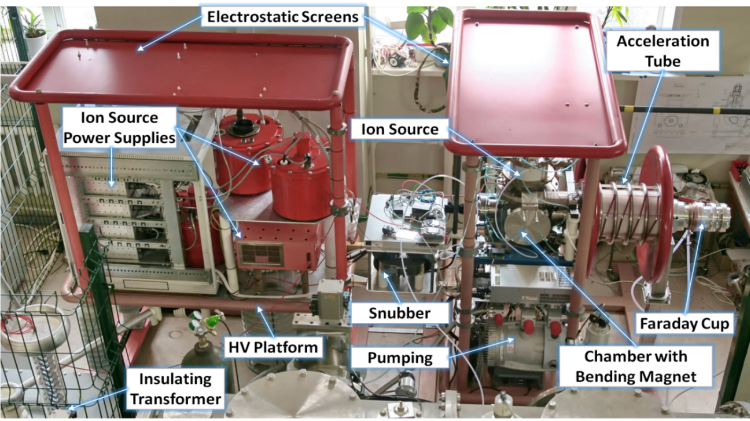 Electrostatic Screens
Acceleration
Tube
Ion Source
Power Supplies
Ion Source
Snubber
Faraday Cup
HV Platform
Pumping
Chamber with
Bending Magnet
Insulating
Transformer